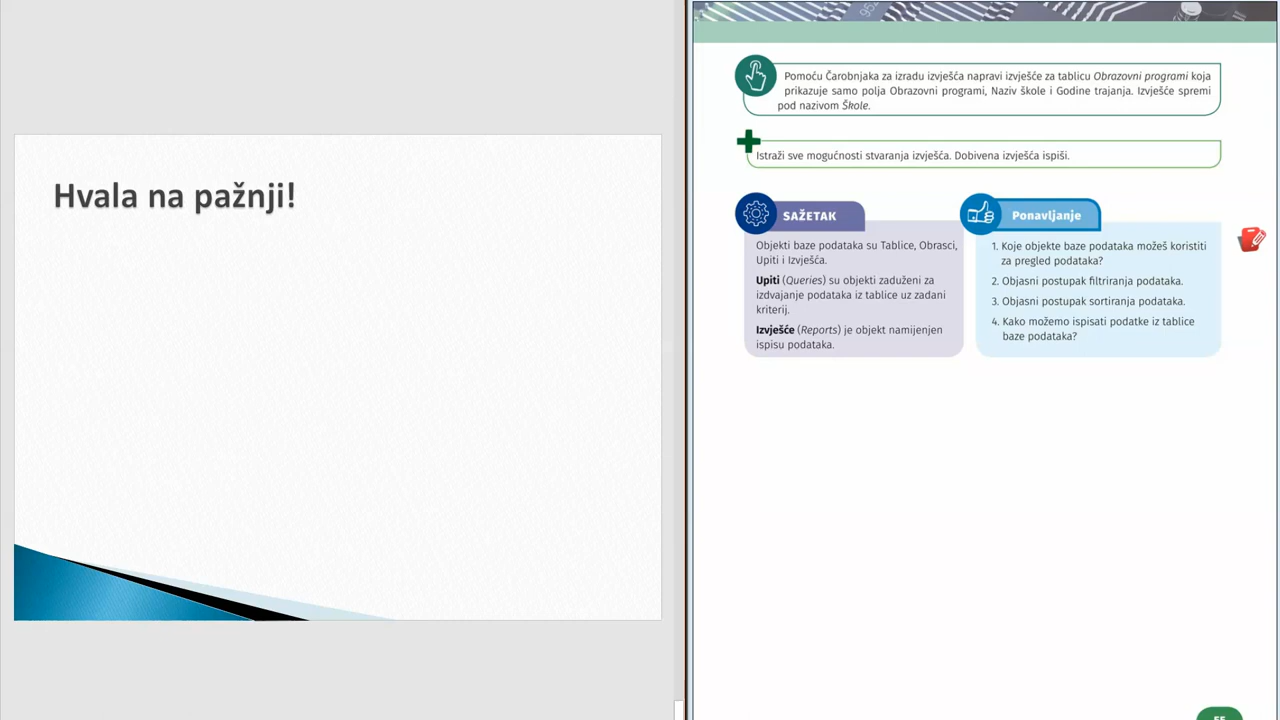 Hvala na pažnji!
Pomoću Čarobnjaka za izradu izvješća napravi izvješće za tablicu Obrazovni programi koja
prikazuje samo polja Obrazovni programi, Naziv škole i Godine trajanja. Izvješće spremi
pod nazivom Škole.
Istraži sve mogućnosti stvaranja izvješća. Dobivena izvješća ispiši.
SAŽETAK
Objekti baze podataka su Tablice, Obrasci,
Upiti i Izvješća.
Upiti (Queries) su objekti zaduženi za
izdvajanje podataka iz tablice uz zadani
kriterij.
Izvješće (Reports) je objekt namijenjen
ispisu podataka.
Ponavljanje
1. Koje objekte baze podataka možeš koristiti
za pregled podataka?
2. Objasni postupak filtriranja podataka.
3. Objasni postupak sortiranja podataka.
4. Kako možemo ispisati podatke iz tablice
baze podataka?